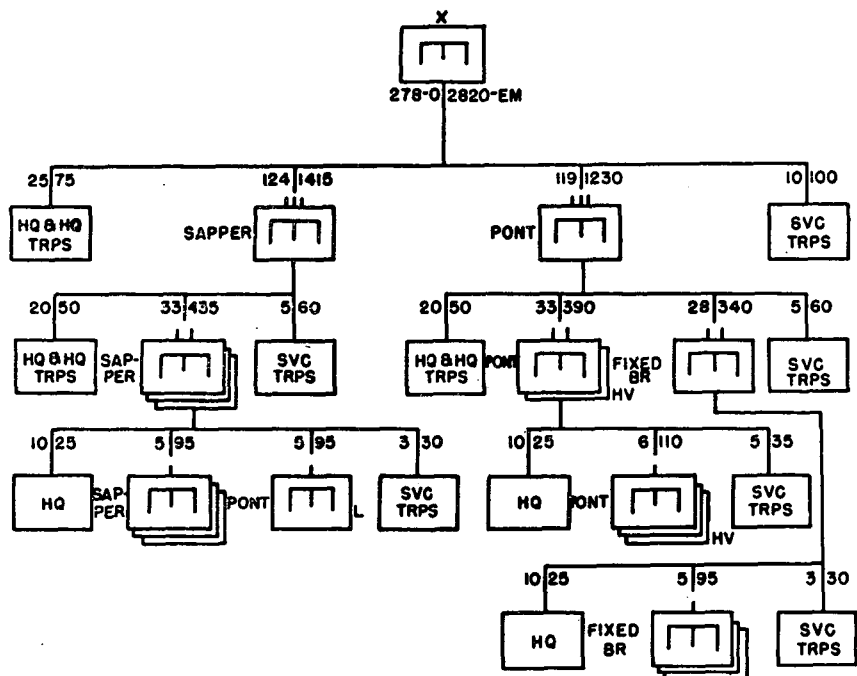 X
278-0 2820-EM
25 75
124 1415
119 1230
10 100
HQ & HQ
TRPS
SAPPER
PONT
SVC
TRPS
20 50
33 435
5 60
20 50
33 390
28 340
5 60
HQ & HQ
TRPS
SAP-
PER
SVC
TRPS
HQ & HQ
TRPS
PONT
HV
FIXED
BR
SVC
TRPS
10 25
5 95
5 95
3 30
10 25
6 110
5 35
HQ
SAP-
PER
PONT
L
SVC
TRPS
HQ
PONT
HV
SVC
TRPS
10 25
5 95
3 30
HQ
FIXED
BR
SVC
TRPS